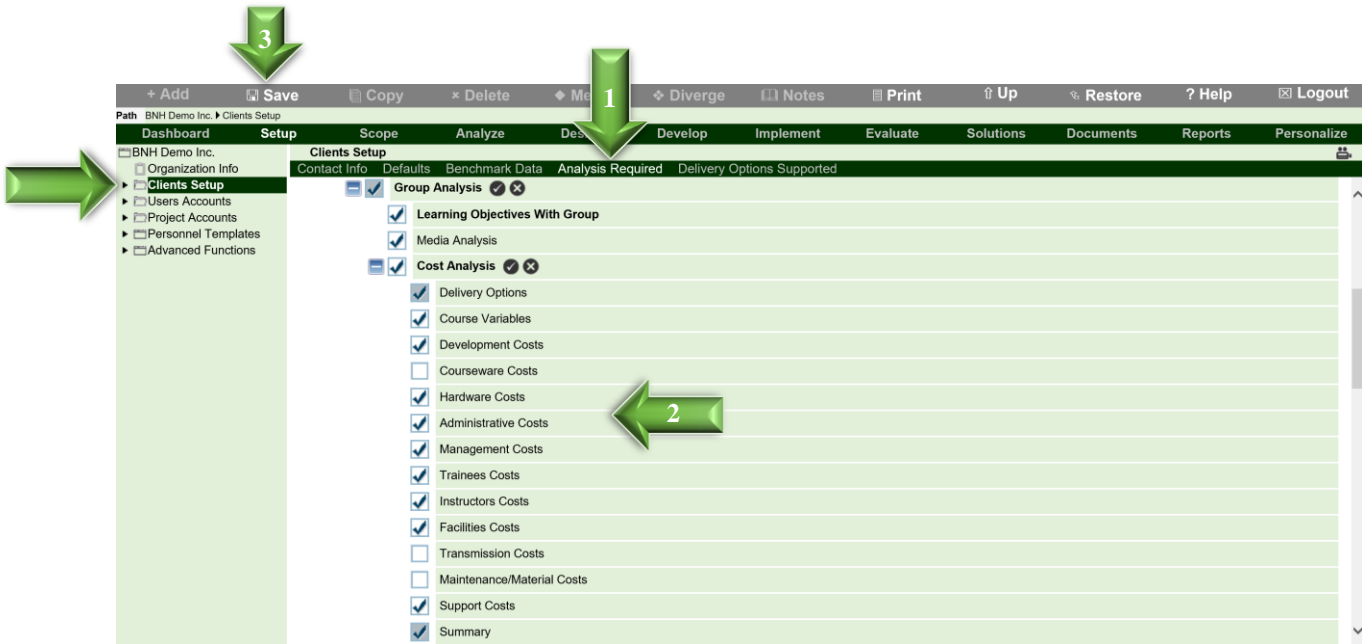 3
1
+ Add Save Copy × Delete Me Diverge Notes Print Up Restore ? Help Logout
Path BNH Demo Inc. Clients Setup
Dashboard Setup Scope Analyze Des Develop Implement Evaluate Solutions Documents Reports Personalize
BNH Demo Inc. Clients Setup
Organization Info Contact Info Defaults Benchmark Data Analysis Required Delivery Options Supported
Clients Setup Group Analysis
Users Accounts
Project Accounts Learning Objectives With Group
Personnel Templates Media Analysis
Advanced Functions
Cost Analysis
Delivery Options
Course Variables
Development Costs
Courseware Costs
Hardware Costs
2
Administrative Costs
Management Costs
Trainees Costs
Instructors Costs
Facilities Costs
Transmission Costs
Maintenance/Material Costs
Support Costs
Summary